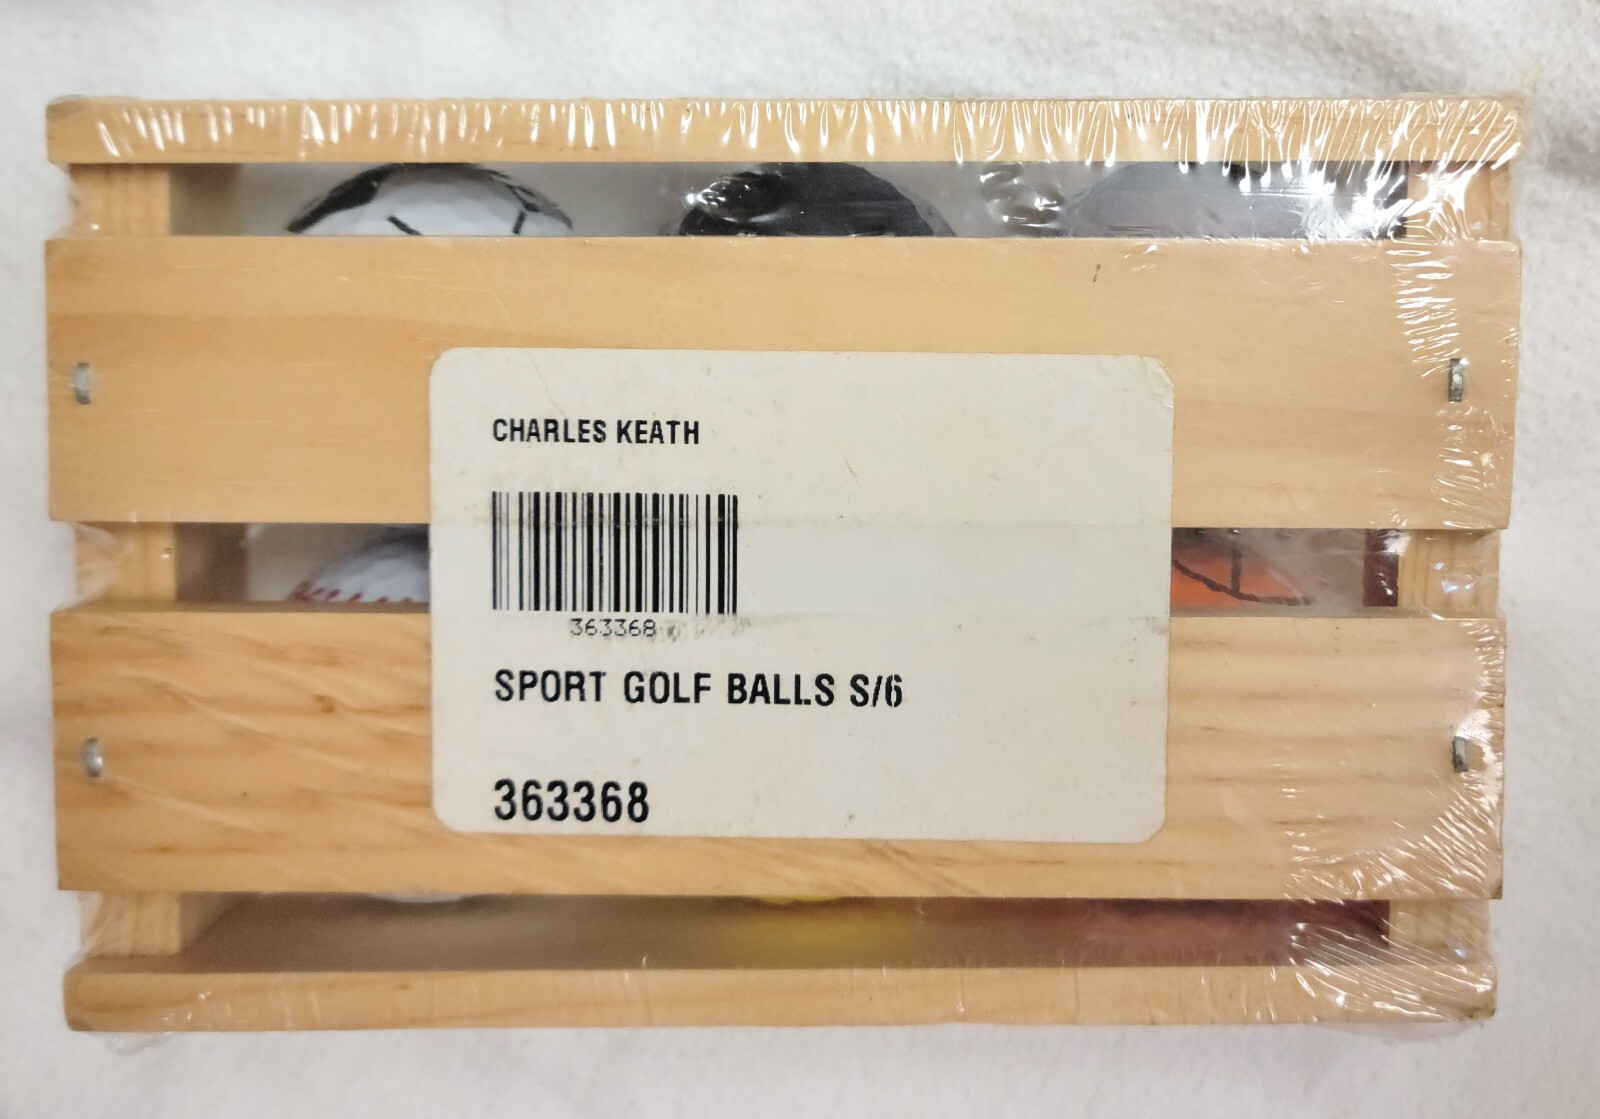 CHARLES KEATH
363368
SPORT GOLF BALLS S/6
363368